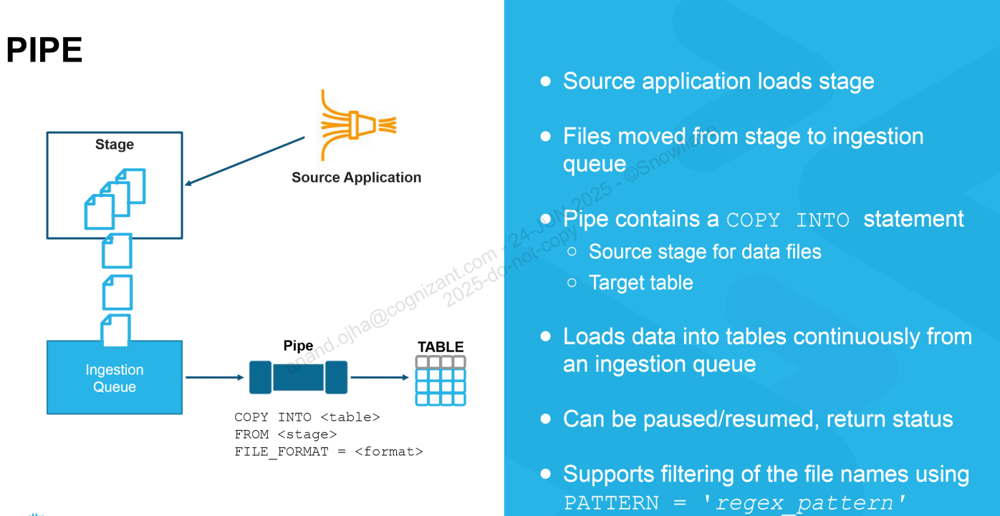 PIPE
Stage
Source Application
Ingestion
Queue
Pipe
TABLE
COPY INTO <table>
FROM <stage>
FILE_FORMAT = <format>
● Source application loads stage
● Files moved from stage to ingestion
queue
● Pipe contains a COPY INTO statement
○ Source stage for data files
○ Target table
● Loads data into tables continuously from
an ingestion queue
● Can be paused/resumed, return status
● Supports filtering of the file names using
PATTERN = 'regex_pattern'
anand.ojha@cognizant.com - 24-JUN 2025 - ©Snowflake
2025-do-not-copy